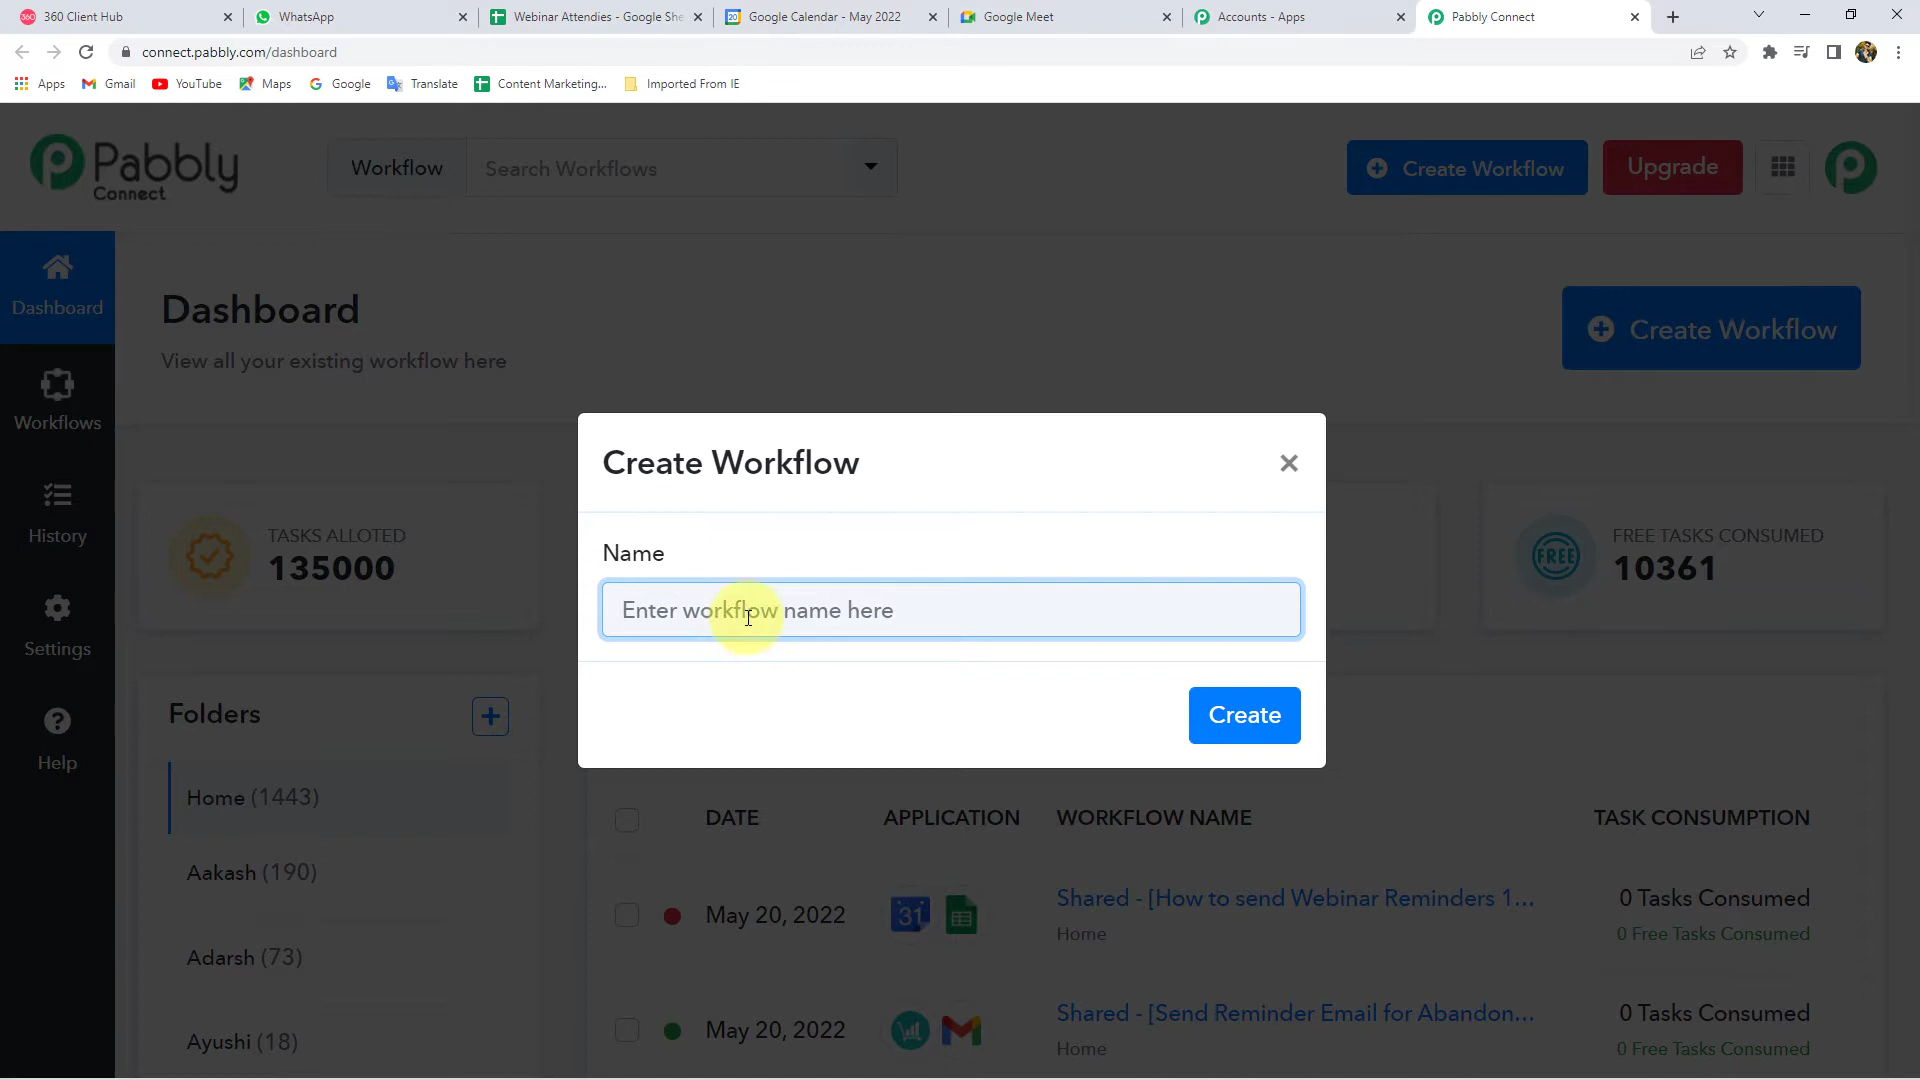 360 Client Hub
WhatsApp
Webinar Attendies - Google She
Google Calendar - May 2022
Google Meet
Accounts - Apps
Pabbly Connect
connect.pabbly.com/dashboard
Apps
Gmail
YouTube
Maps
Google
Translate
Content Marketing...
Imported From IE
Pabbly
Connect
Workflow
Search Workflows
Create Workflow
Upgrade
Dashboard
Workflows
History
Settings
Help
Dashboard
View all your existing workflow here
Create Workflow
TASKS ALLOTED
135000
FREE
FREE TASKS CONSUMED
10361
Create Workflow
Name
Enter workflow name here
Create
Folders
Home (1443)
Aakash (190)
Adarsh (73)
Ayushi (18)
DATE
APPLICATION
WORKFLOW NAME
TASK CONSUMPTION
May 20, 2022
31
Shared - [How to send Webinar Reminders 1...
Home
0 Tasks Consumed
0 Free Tasks Consumed
May 20, 2022
Shared - [Send Reminder Email for Abandon...
Home
0 Tasks Consumed
0 Free Tasks Consumed